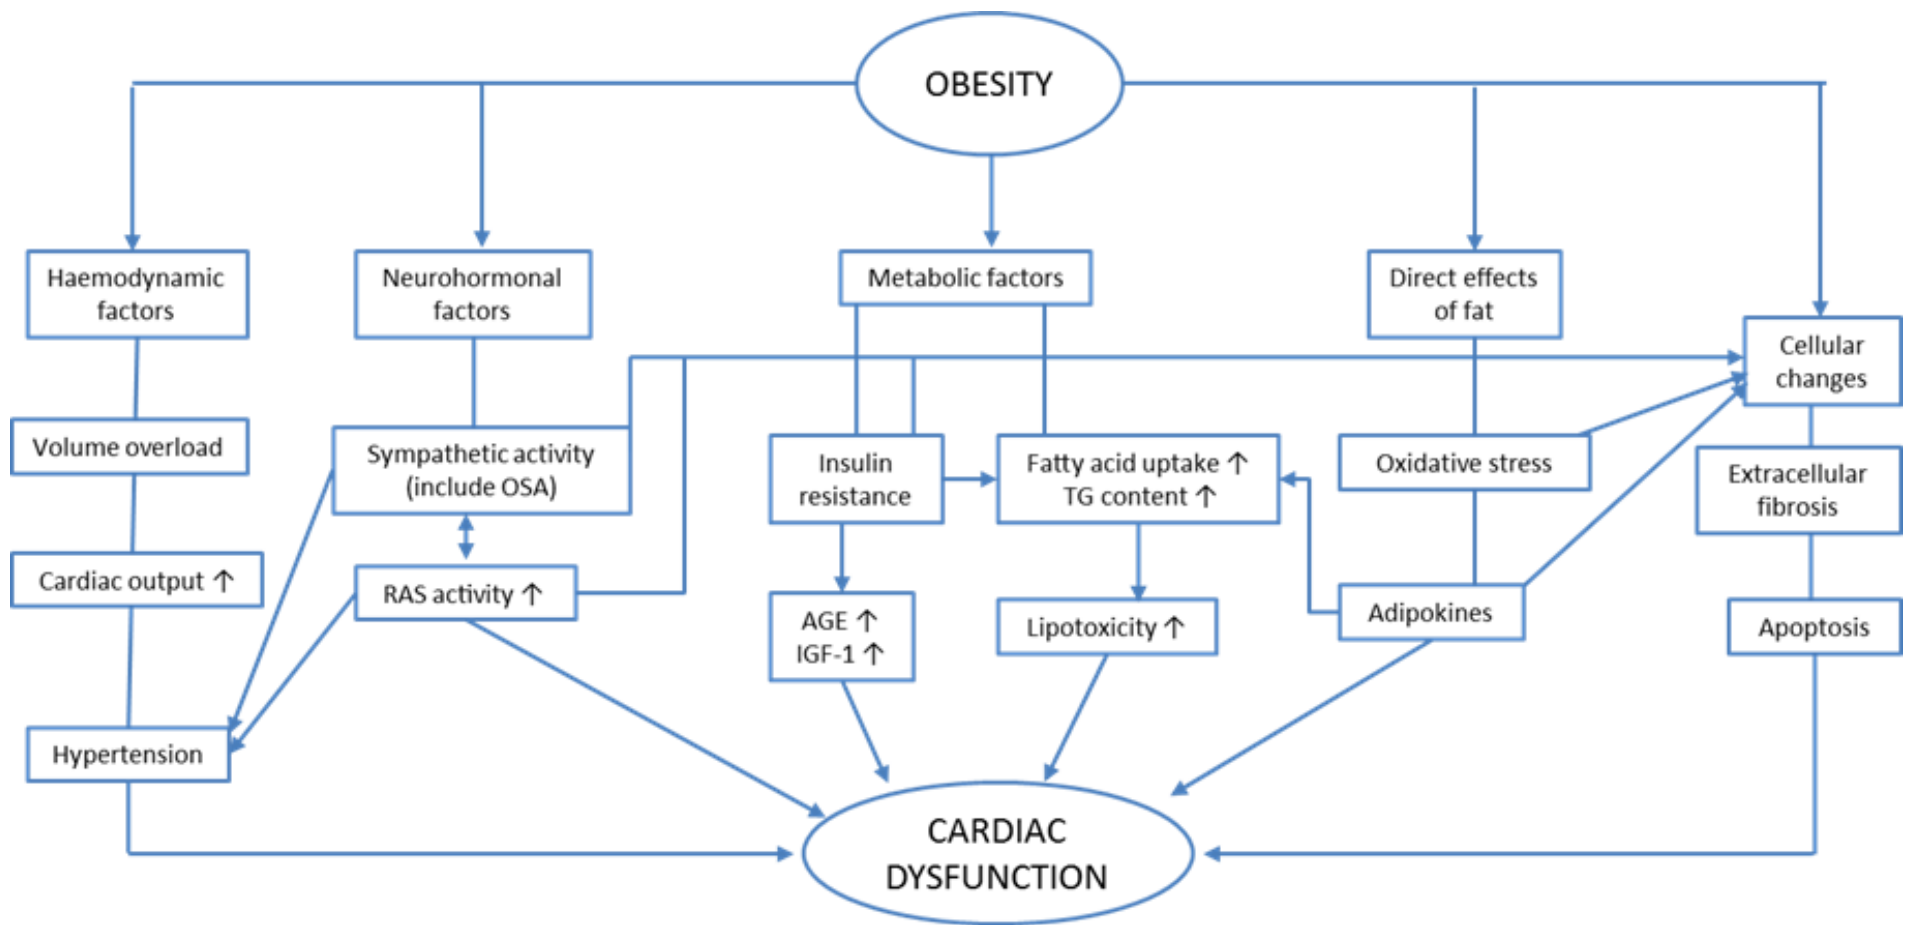 OBESITY
Haemodynamic
factors
Neurohormonal
factors
Metabolic factors
Direct effects
of fat
Cellular
changes
Volume overload
Sympathetic activity
(include OSA)
Insulin
resistance
Fatty acid uptake ↑
TG content ↑
Oxidative stress
Extracellular
fibrosis
Cardiac output ↑
RAS activity ↑
AGE ↑
IGF-1 ↑
Lipotoxicity ↑
Adipokines
Apoptosis
Hypertension
CARDIAC
DYSFUNCTION